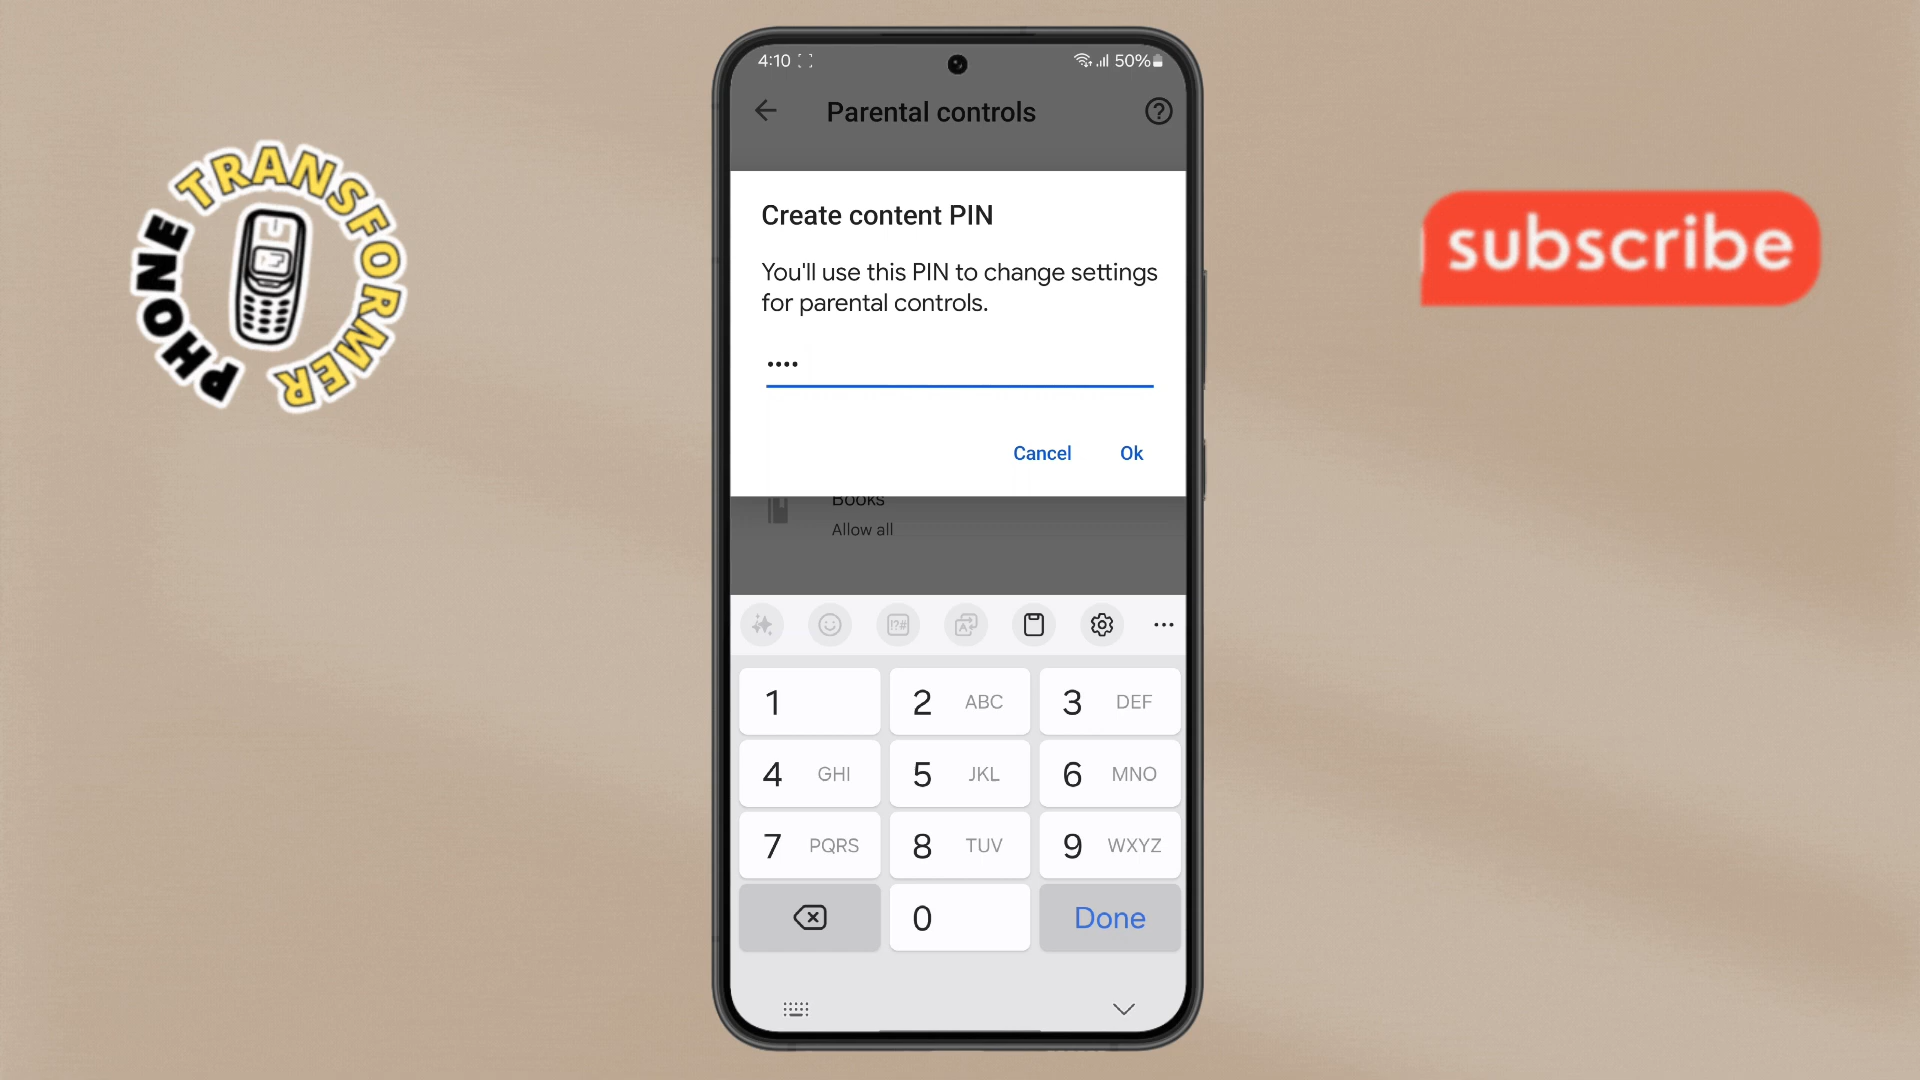 PHONE TRANSFORMER
4:10
50%
Parental controls
Create content PIN
You'll use this PIN to change settings
for parental controls.
••••
Cancel Ok
Books
Allow all
!?#
A
1 2 ABC 3 DEF
4 GHI 5 JKL 6 MNO
7 PQRS 8 TUV 9 WXYZ
0 Done
subscribe